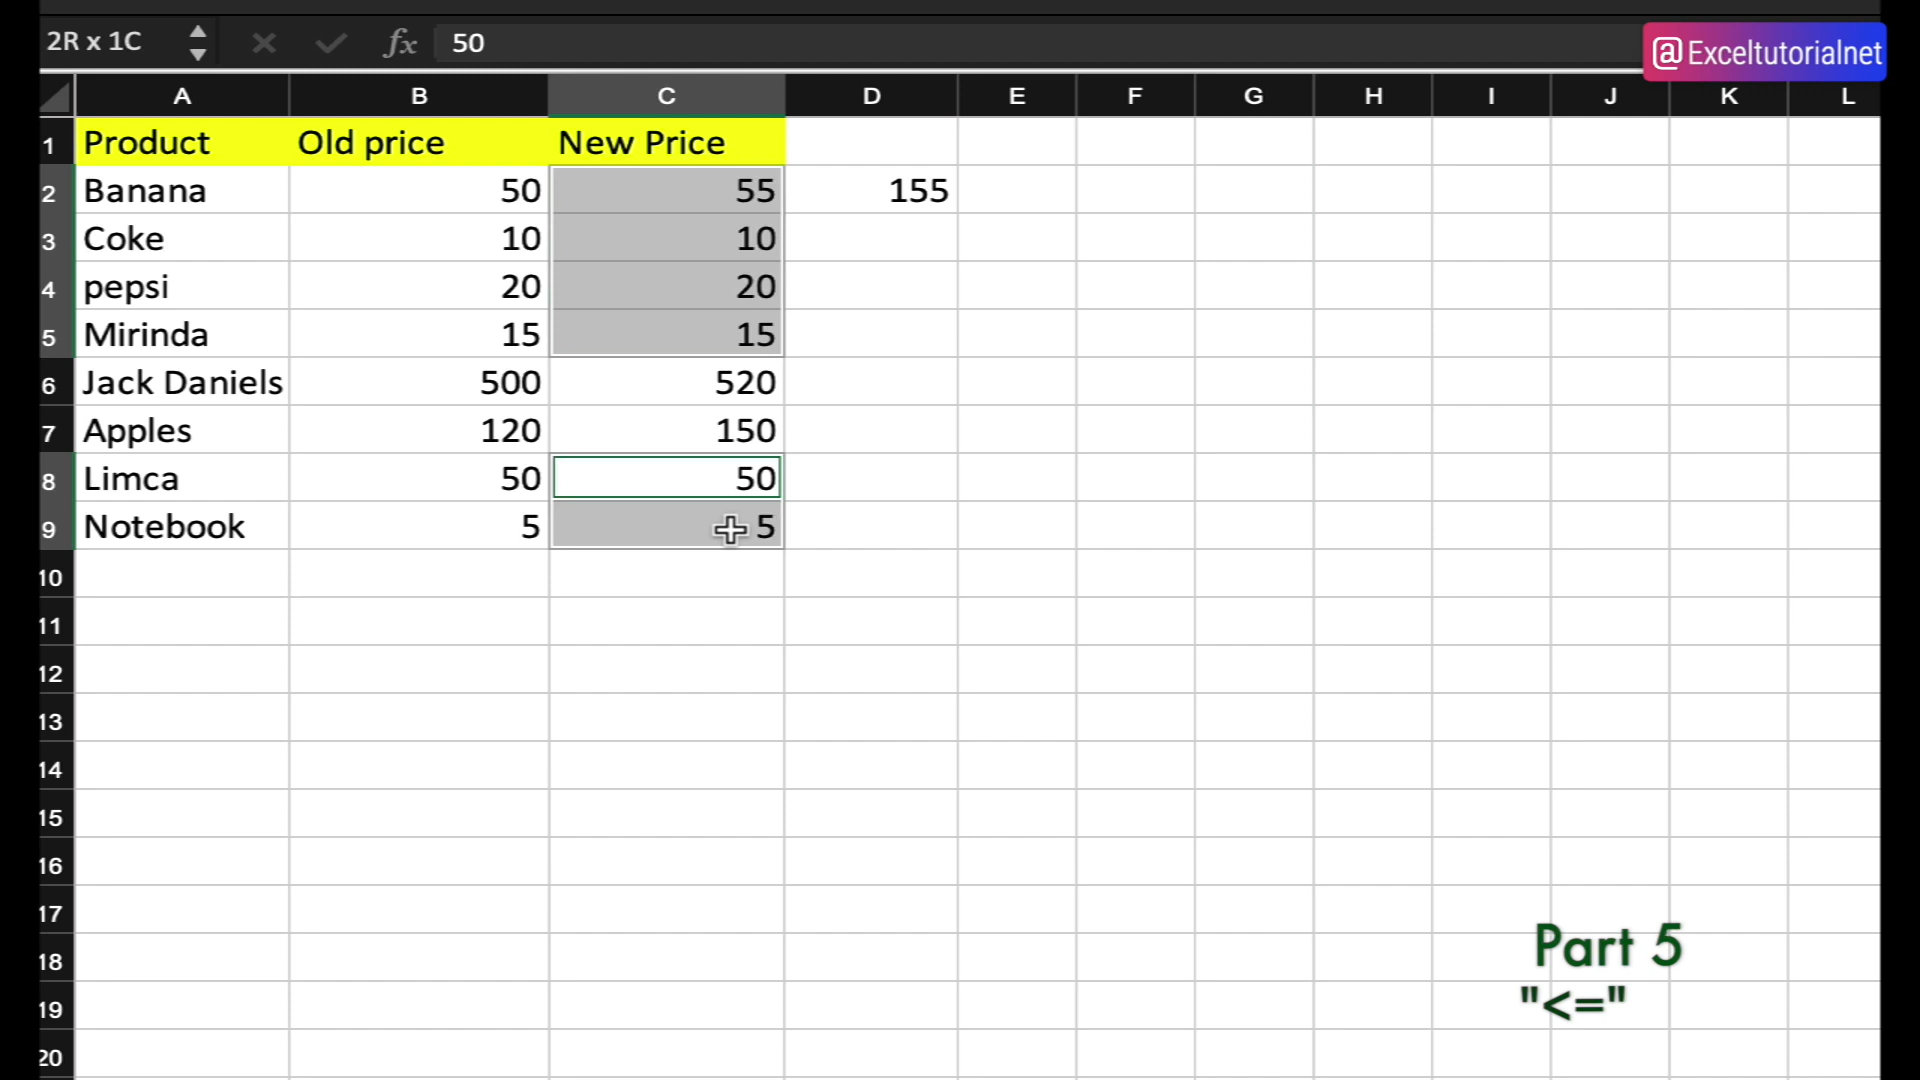 2R x 1C fx 50
@Exceltutorialnet
A B C D E F G H I J K L
1 Product Old price New Price
2 Banana 50 55 155
3 Coke 10 10
4 pepsi 20 20
5 Mirinda 15 15
6 Jack Daniels 500 520
7 Apples 120 150
8 Limca 50 50
9 Notebook 5 5
10
11
12
13
14
15
16
17
18
19
20
Part 5
"<="